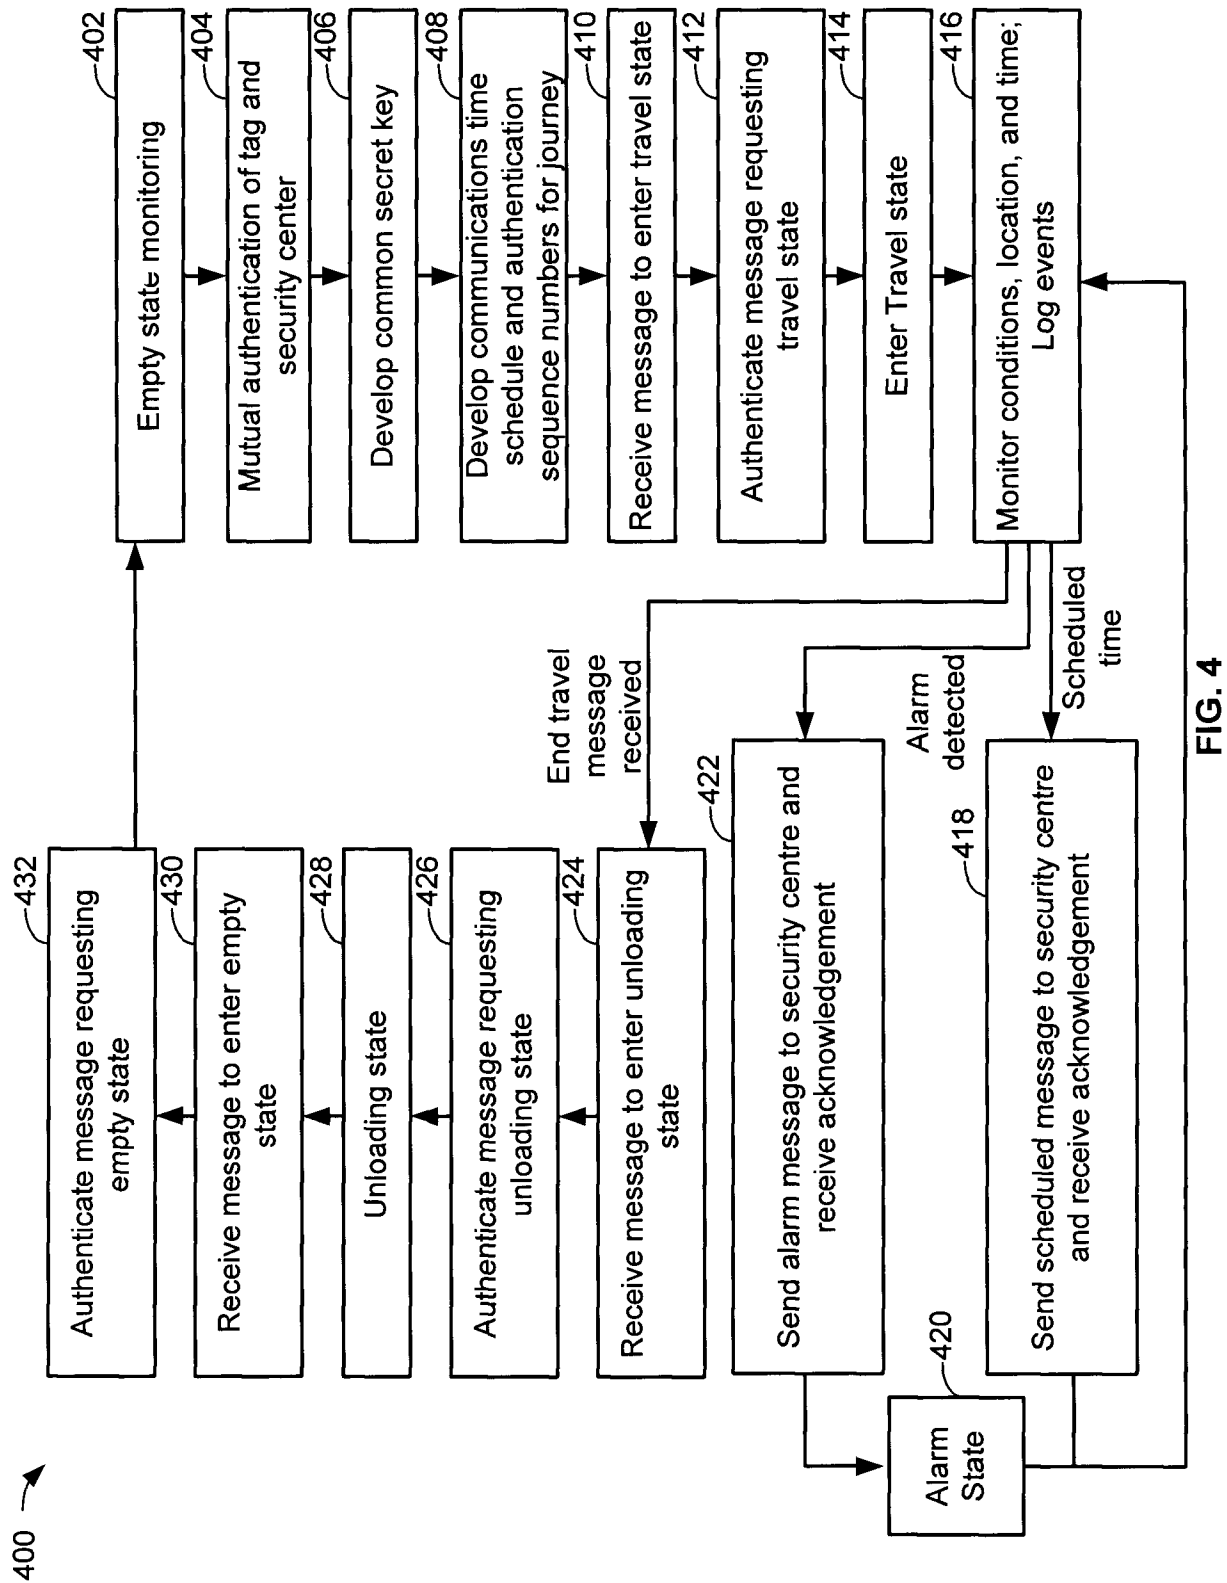 400
402
Empty state monitoring
404
Mutual authentication of tag and
security center
406
Develop common secret key
408
Develop communications time
schedule and authentication
sequence numbers for journey
410
Receive message to enter travel state
412
Authenticate message requesting
travel state
414
Enter Travel state
416
Monitor conditions, location, and time;
Log events
End travel
message
received
Alarm
detected
Scheduled
time
432
Authenticate message requesting
empty state
430
Receive message to enter empty
state
428
Unloading state
426
Authenticate message requesting
unloading state
424
Receive message to enter unloading
state
422
Send alarm message to security centre and
receive acknowledgement
418
Send scheduled message to security centre
and receive acknowledgement
420
Alarm
State
FIG. 4